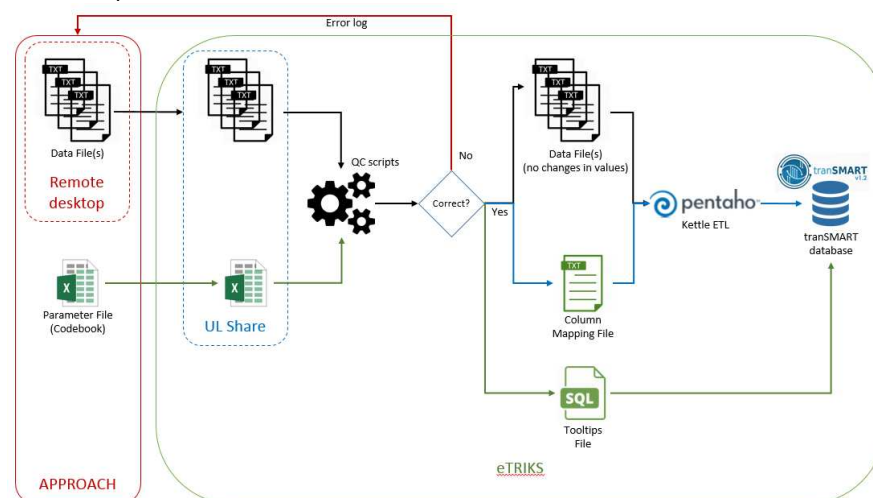 Error log
TXT
TXT
TXT
Data File(s)
Remote
desktop
X
Parameter File
(Codebook)
APPROACH
TXT
TXT
TXT
X
UL Share
QC scripts
Correct?
No
Yes
TXT
TXT
TXT
Data File(s)
(no changes in values)
TXT
Column
Mapping File
SQL
Tooltips
File
pentaho
Kettle ETL
tranSMART
v1.2
tranSMART
database
eTRIKS